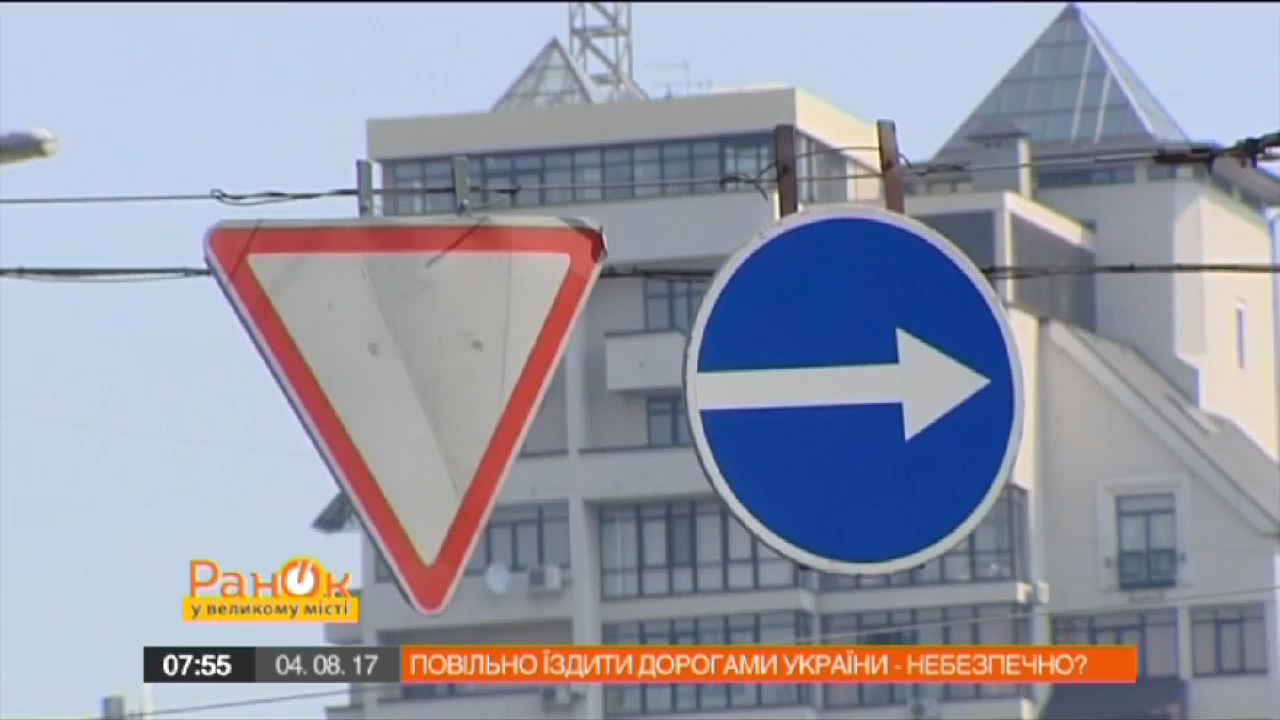 Ранок
у великому місті
07:55 04.08.17 ПОВІЛЬНО ЇЗДИТИ ДОРОГАМИ УКРАЇНИ - НЕБЕЗПЕЧНО?